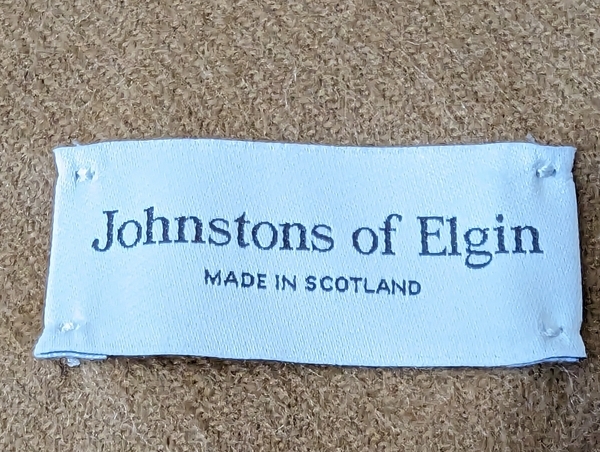 Johnstons of Elgin
MADE IN SCOTLAND